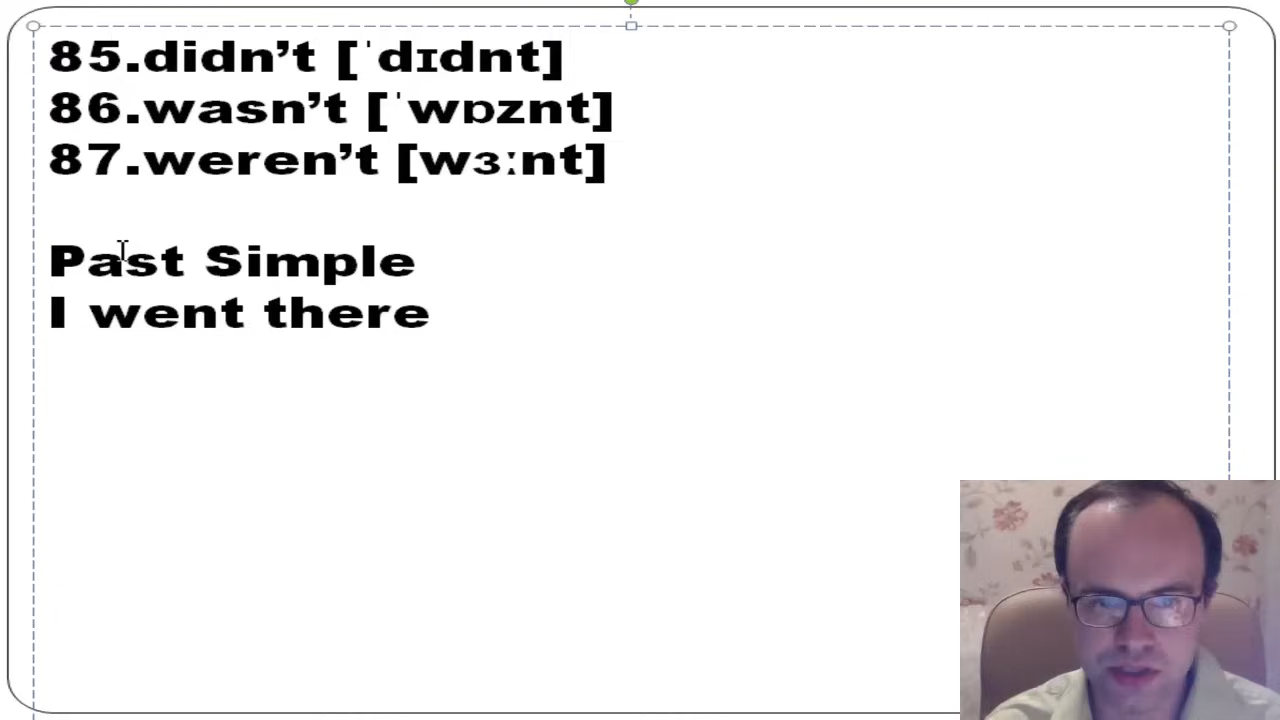 85.didn’t [ˈdɪdnt]
86.wasn’t [ˈwɒznt]
87.weren’t [wɜːnt]
Past Simple
I went there